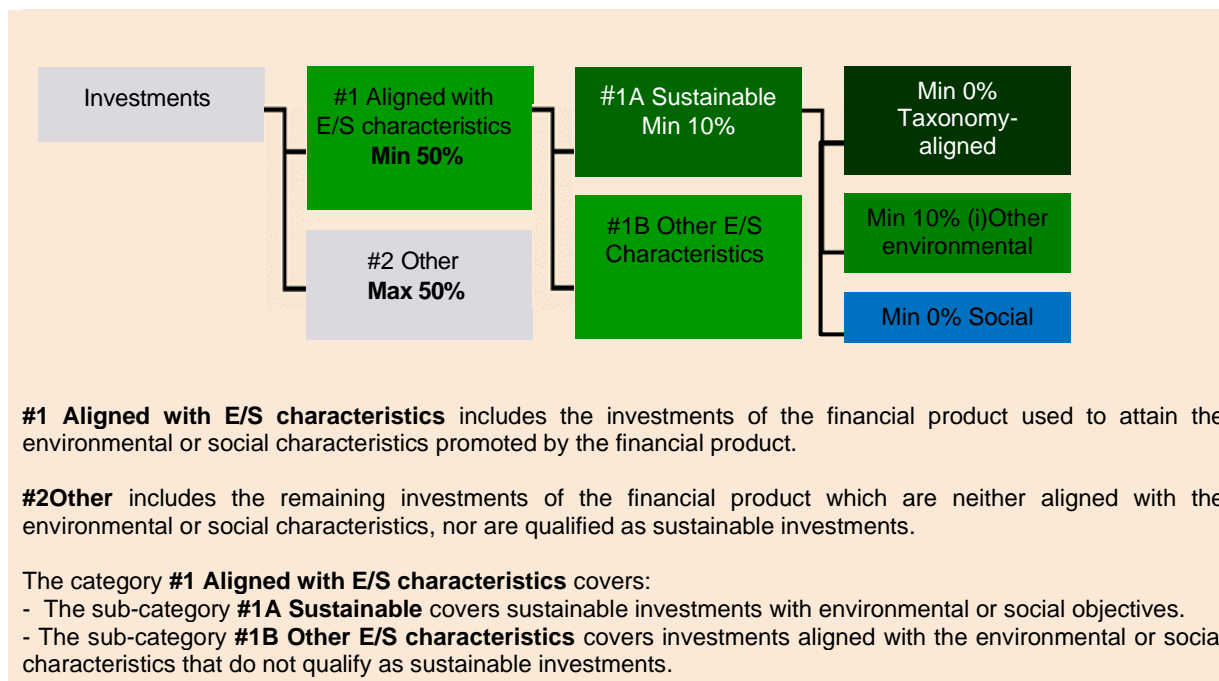 Investments
#1 Aligned with
E/S characteristics
Min 50%
#2 Other
Max 50%
#1A Sustainable
Min 10%
#1B Other E/S
Characteristics
Min 0%
Taxonomy-
aligned
Min 10% (i)Other
environmental
Min 0% Social
#1 Aligned with E/S characteristics includes the investments of the financial product used to attain the
environmental or social characteristics promoted by the financial product.
#2Other includes the remaining investments of the financial product which are neither aligned with the
environmental or social characteristics, nor are qualified as sustainable investments.
The category #1 Aligned with E/S characteristics covers:
- The sub-category #1A Sustainable covers sustainable investments with environmental or social objectives.
- The sub-category #1B Other E/S characteristics covers investments aligned with the environmental or social
characteristics that do not qualify as sustainable investments.